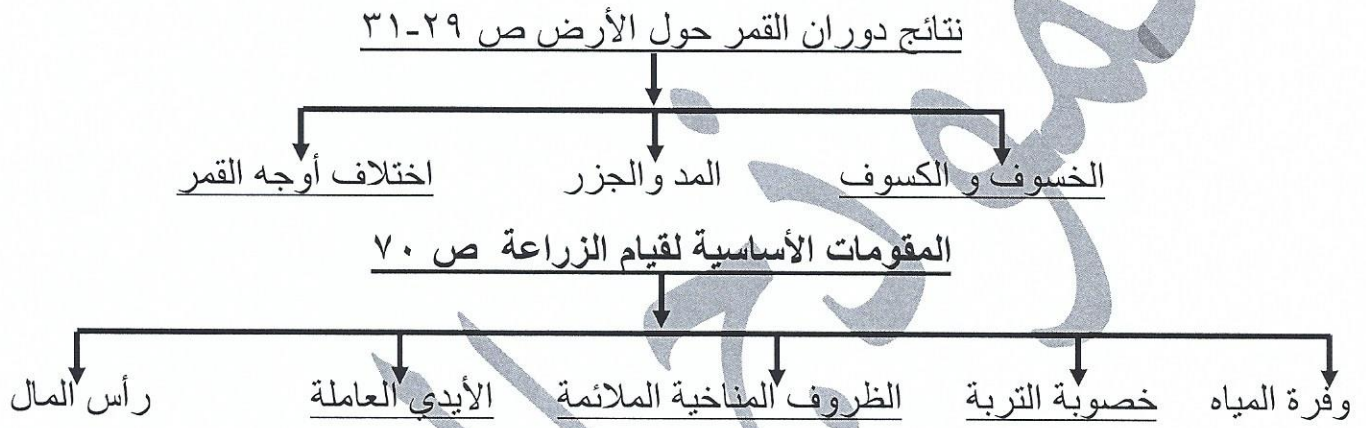 نتائج دوران القمر حول الأرض ص ٢٩-٣١
الخسوف و الكسوف المد والجزر اختلاف أوجه القمر
المقومات الأساسية لقيام الزراعة ص ٧٠
وفرة المياه خصوبة التربة الظروف المناخية الملائمة الأيدي العاملة رأس المال